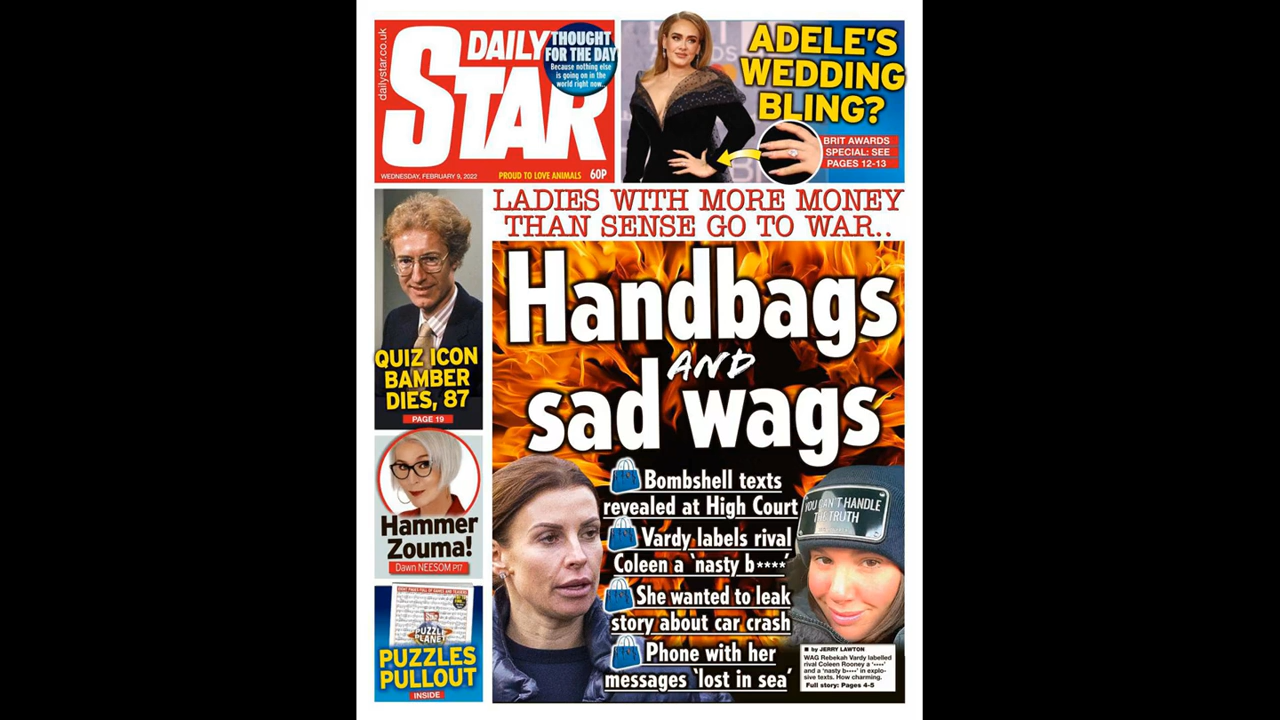 dailystar.co.uk
DAILY
STAR
THOUGHT
FOR THE DAY
Because nothing else
is going on in the
world right now...
WEDNESDAY, FEBRUARY 9, 2022
PROUD TO LOVE ANIMALS
60P
ADELE'S
WEDDING
BLING?
BRIT AWARDS
SPECIAL: SEE
PAGES 12-13
LADIES WITH MORE MONEY
THAN SENSE GO TO WAR..
QUIZ ICON
BAMBER
DIES, 87
PAGE 19
Hammer
Zouma!
Dawn NEESOM P17
PUZZLE
PLANET
PUZZLES
PULLOUT
INSIDE
Handbags
AND
sad wags
Bombshell texts
revealed at High Court
Vardy labels rival
Coleen a 'nasty b****'
She wanted to leak
story about car crash
Phone with her
messages 'lost in sea'
YOU CAN'T HANDLE
THE TRUTH
■ by JERRY LAWTON
WAG Rebekah Vardy labelled
rival Coleen Rooney a '****'
and a 'nasty b****' in explo-
sive texts. How charming.
Full story: Pages 4-5